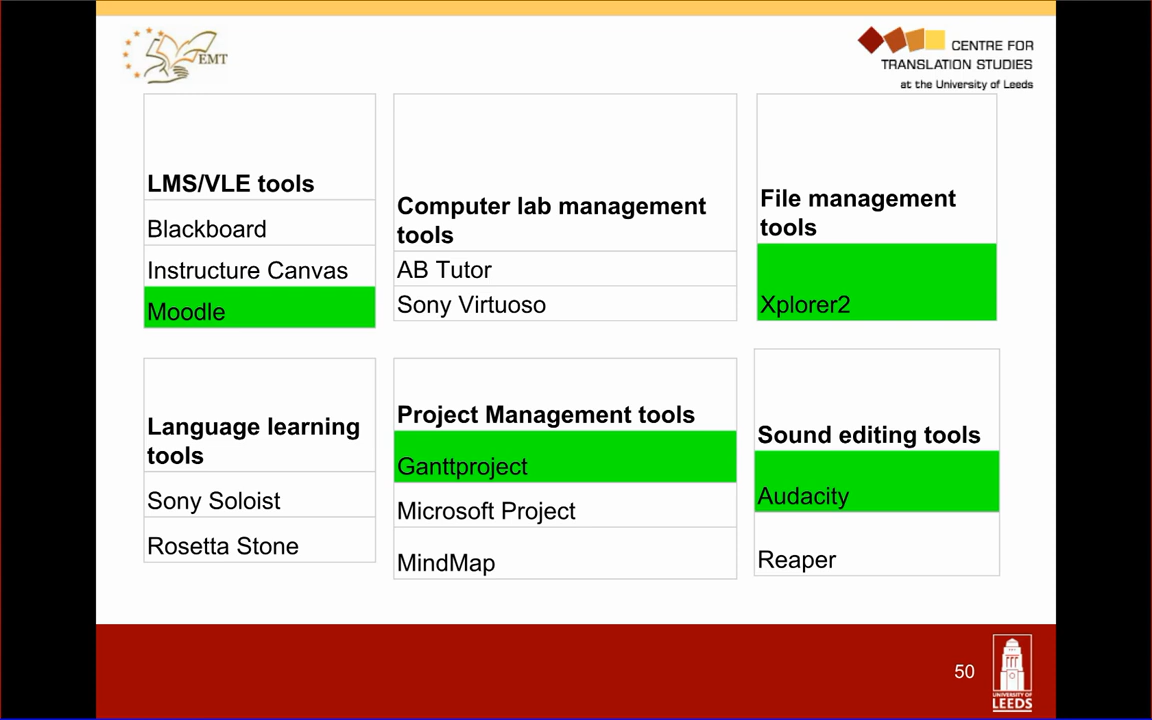 EMT
CENTRE FOR
TRANSLATION STUDIES
at the University of Leeds
LMS/VLE tools
Blackboard
Instructure Canvas
Moodle
Computer lab management
tools
AB Tutor
Sony Virtuoso
File management
tools
Xplorer2
Language learning
tools
Sony Soloist
Rosetta Stone
Project Management tools
Ganttproject
Microsoft Project
MindMap
Sound editing tools
Audacity
Reaper
50
UNIVERSITY OF
LEEDS